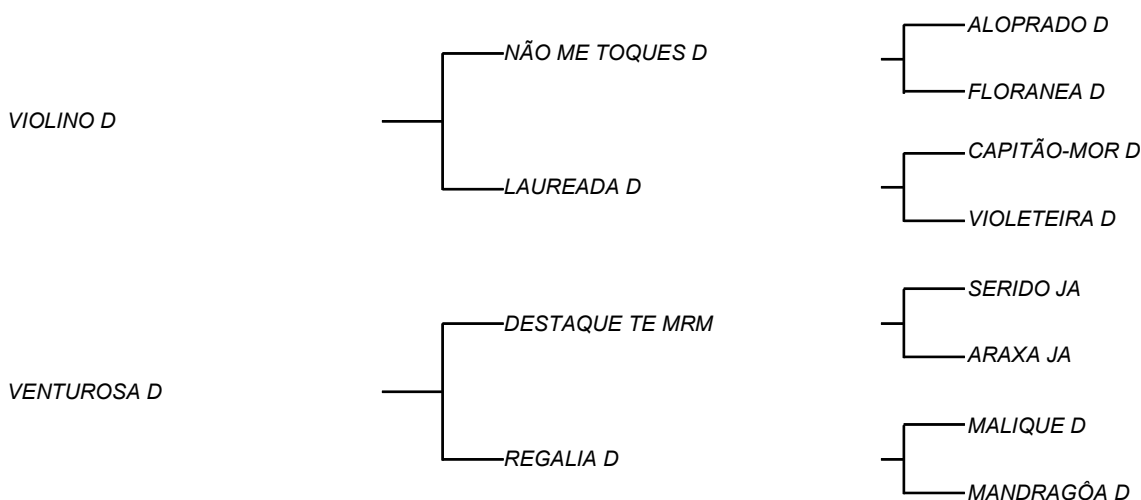 ALOPRADO D
NÃO ME TOQUES D
FLORANEA D
VIOLINO D
CAPITÃO-MOR D
LAUREADA D
VIOLETEIRA D
SERIDO JA
DESTAQUE TE MRM
ARAXA JA
VENTUROSA D
MALIQUE D
REGALIA D
MANDRAGÔA D